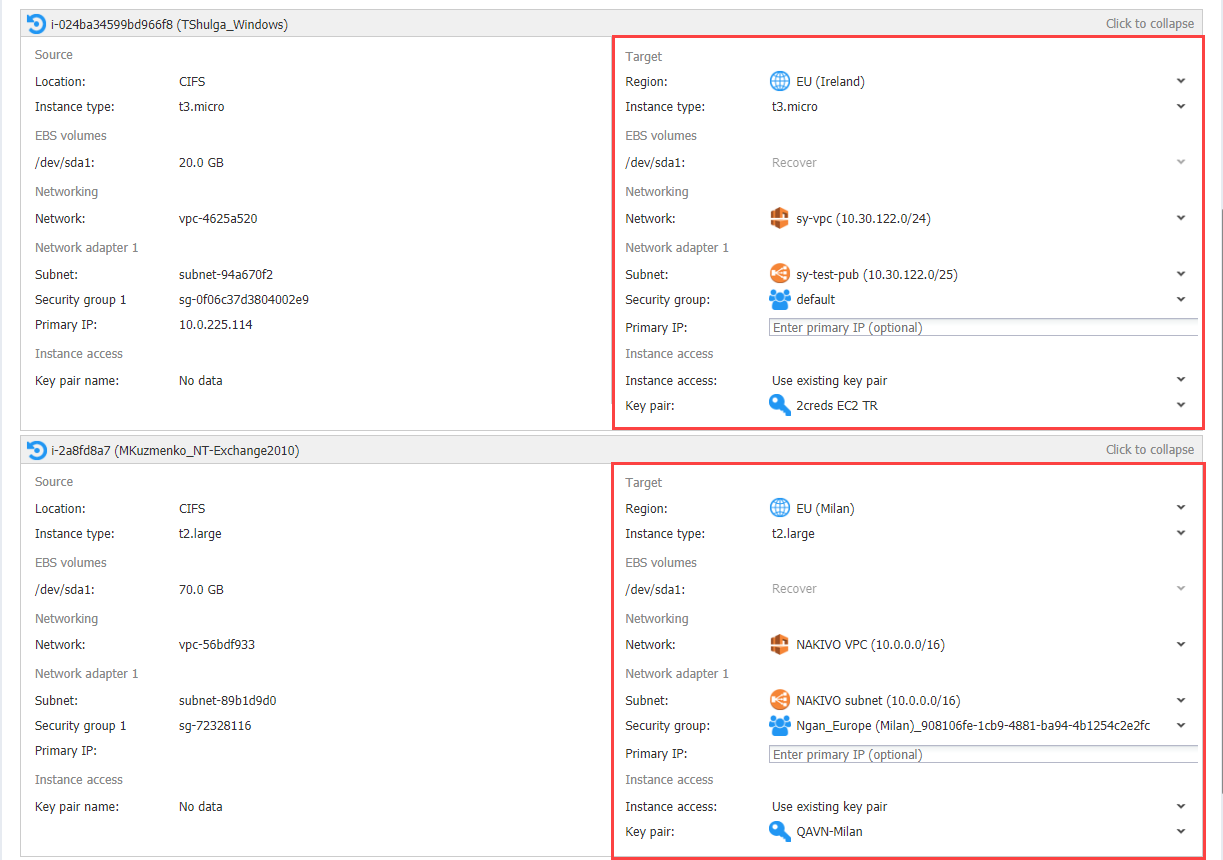 i-024ba34599bd966f8 (TShulga_Windows) Click to collapse
Source
Location: CIFS
Instance type: t3.micro
EBS volumes
/dev/sda1: 20.0 GB
Networking
Network: vpc-4625a520
Network adapter 1
Subnet: subnet-94a670f2
Security group 1 sg-0f06c37d3804002e9
Primary IP: 10.0.225.114
Instance access
Key pair name: No data
Target
Region: EU (Ireland)
Instance type: t3.micro
EBS volumes
/dev/sda1: Recover
Networking
Network: sy-vpc (10.30.122.0/24)
Network adapter 1
Subnet: sy-test-pub (10.30.122.0/25)
Security group: default
Primary IP: Enter primary IP (optional)
Instance access
Instance access: Use existing key pair
Key pair: 2creds EC2 TR
i-2a8fd8a7 (MKuzmenko_NT-Exchange2010) Click to collapse
Source
Location: CIFS
Instance type: t2.large
EBS volumes
/dev/sda1: 70.0 GB
Networking
Network: vpc-56bdf933
Network adapter 1
Subnet: subnet-89b1d9d0
Security group 1 sg-72328116
Primary IP:
Instance access
Key pair name: No data
Target
Region: EU (Milan)
Instance type: t2.large
EBS volumes
/dev/sda1: Recover
Networking
Network: NAKIVO VPC (10.0.0.0/16)
Network adapter 1
Subnet: NAKIVO subnet (10.0.0.0/16)
Security group: Ngan_Europe (Milan)_908106fe-1cb9-4881-ba94-4b1254c2e2fc
Primary IP: Enter primary IP (optional)
Instance access
Instance access: Use existing key pair
Key pair: QAVN-Milan